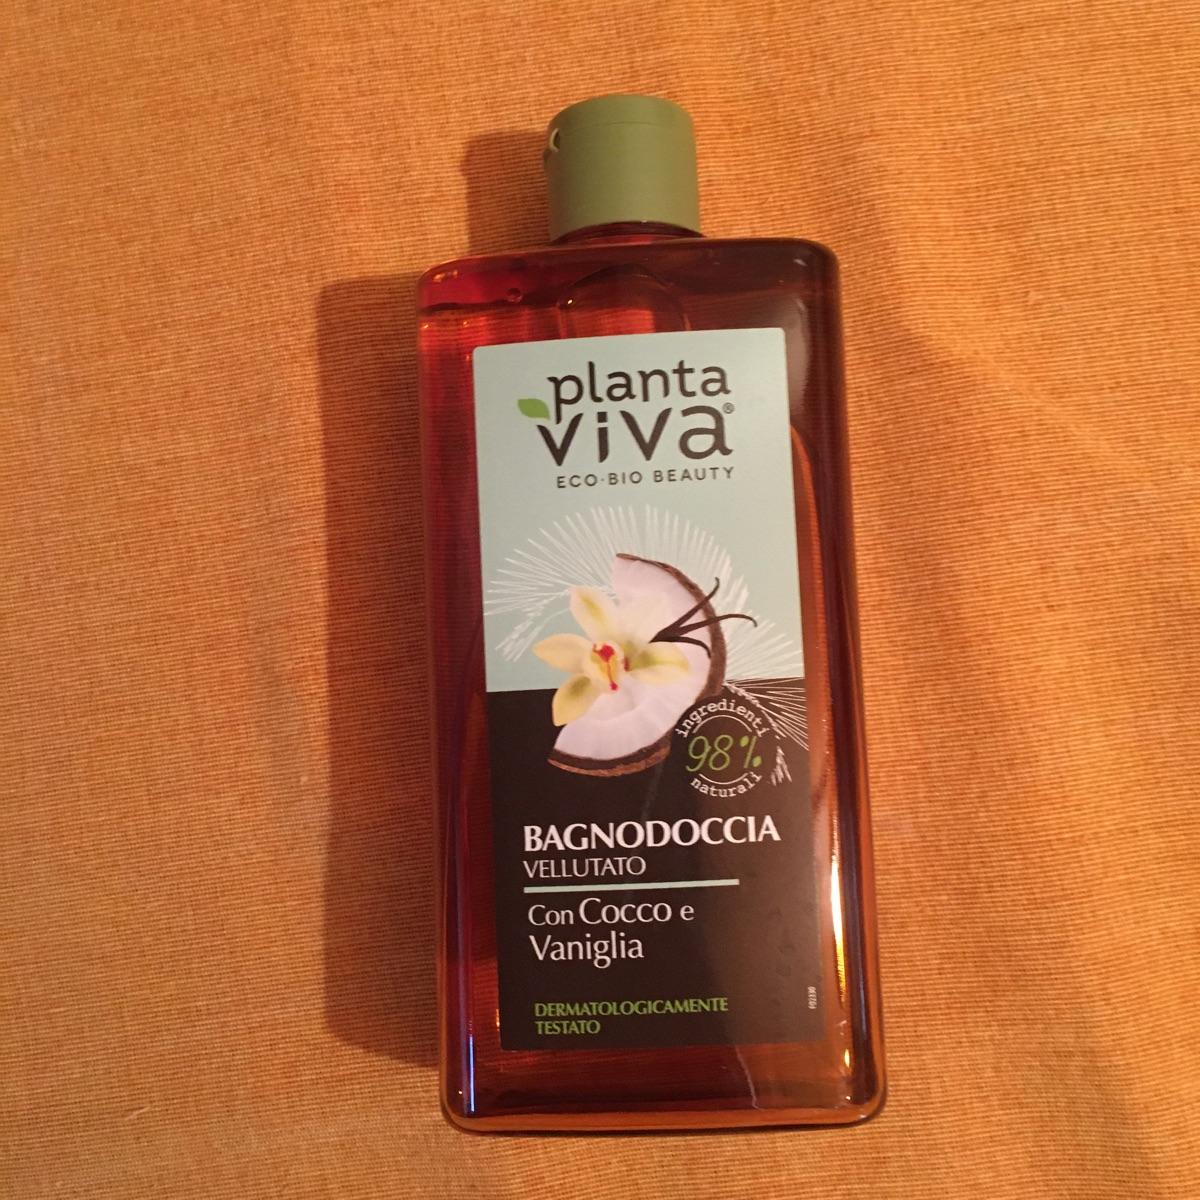 planta
viva®
ECO·BIO BEAUTY
ingredienti
98%
naturali
BAGNODOCCIA
VELLUTATO
Con Cocco e
Vaniglia
DERMATOLOGICAMENTE
TESTATO